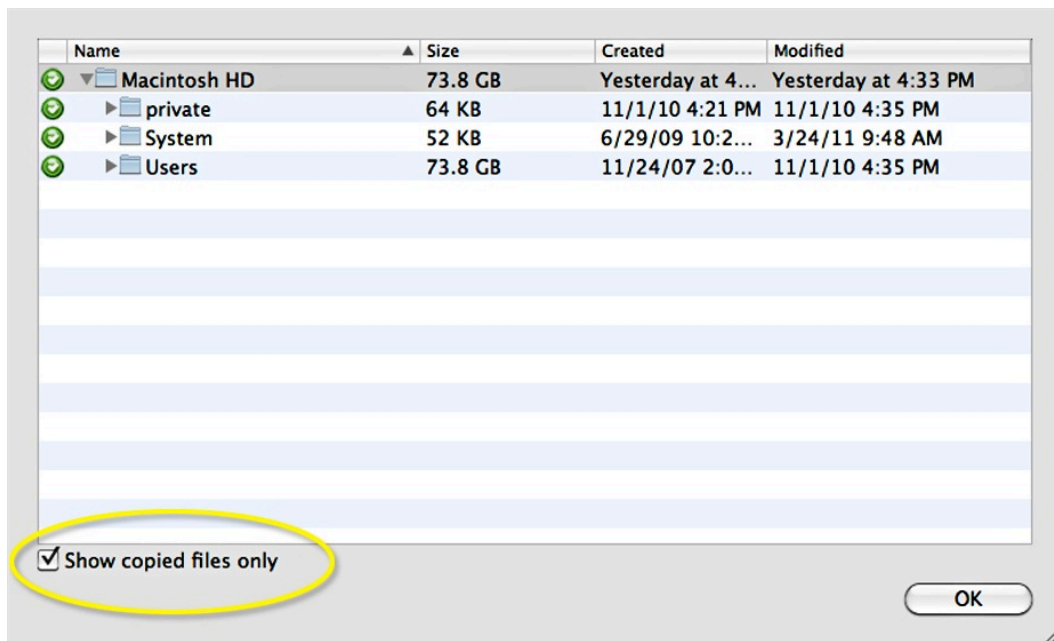 Name Size Created Modified
Macintosh HD 73.8 GB Yesterday at 4... Yesterday at 4:33 PM
private 64 KB 11/1/10 4:21 PM 11/1/10 4:35 PM
System 52 KB 6/29/09 10:2... 3/24/11 9:48 AM
Users 73.8 GB 11/24/07 2:0... 11/1/10 4:35 PM
Show copied files only
OK